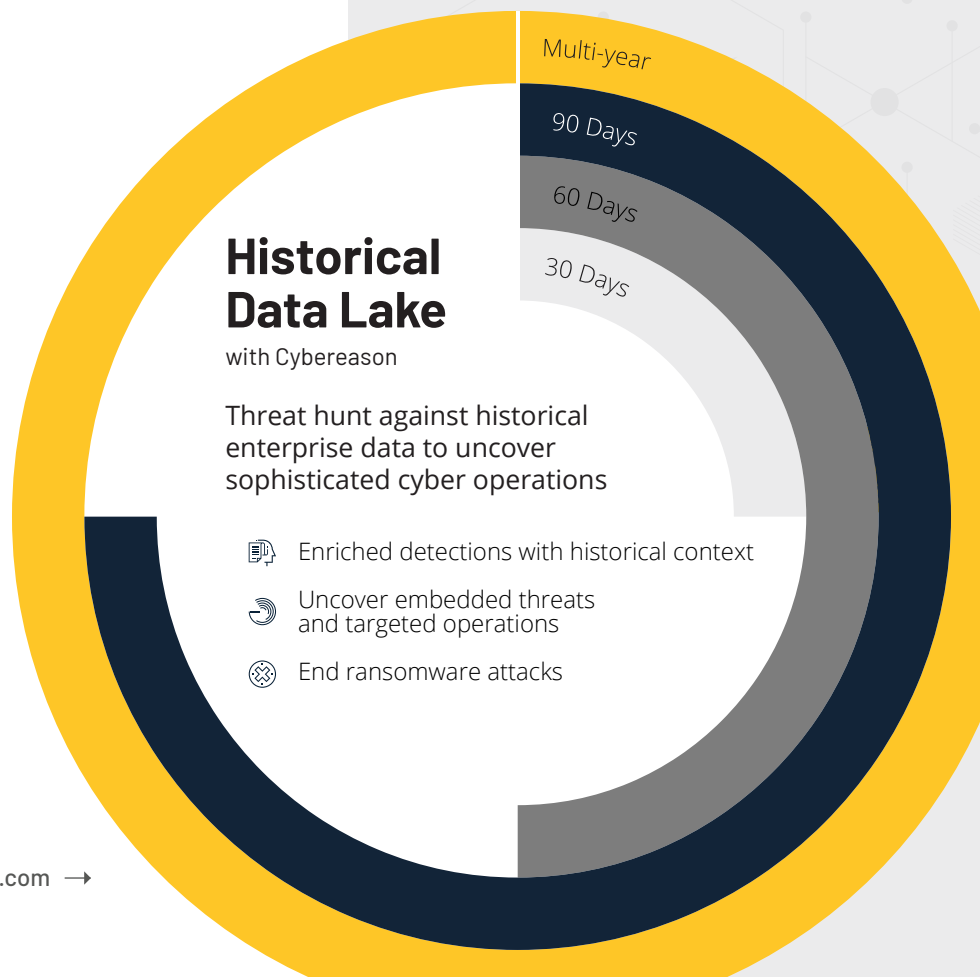 Multi-year
90 Days
60 Days
30 Days
Historical
Data Lake
with Cybereason
Threat hunt against historical
enterprise data to uncover
sophisticated cyber operations
Enriched detections with historical context
Uncover embedded threats
and targeted operations
End ransomware attacks
.com →